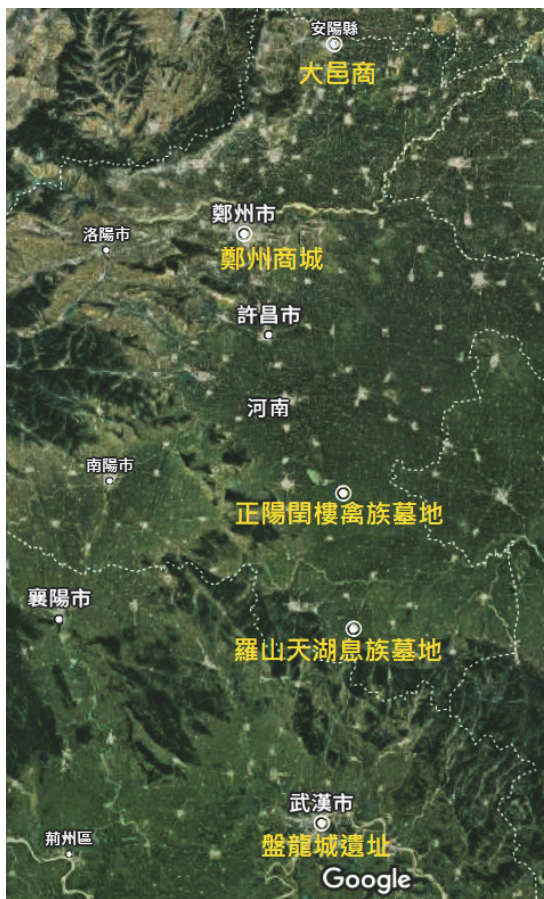 安陽縣
大邑商
鄭州市
洛陽市
鄭州商城
許昌市
河南
南陽市
正陽閏樓禽族墓地
襄陽市
羅山天湖息族墓地
武漢市
荊州區
盤龍城遺址
Google